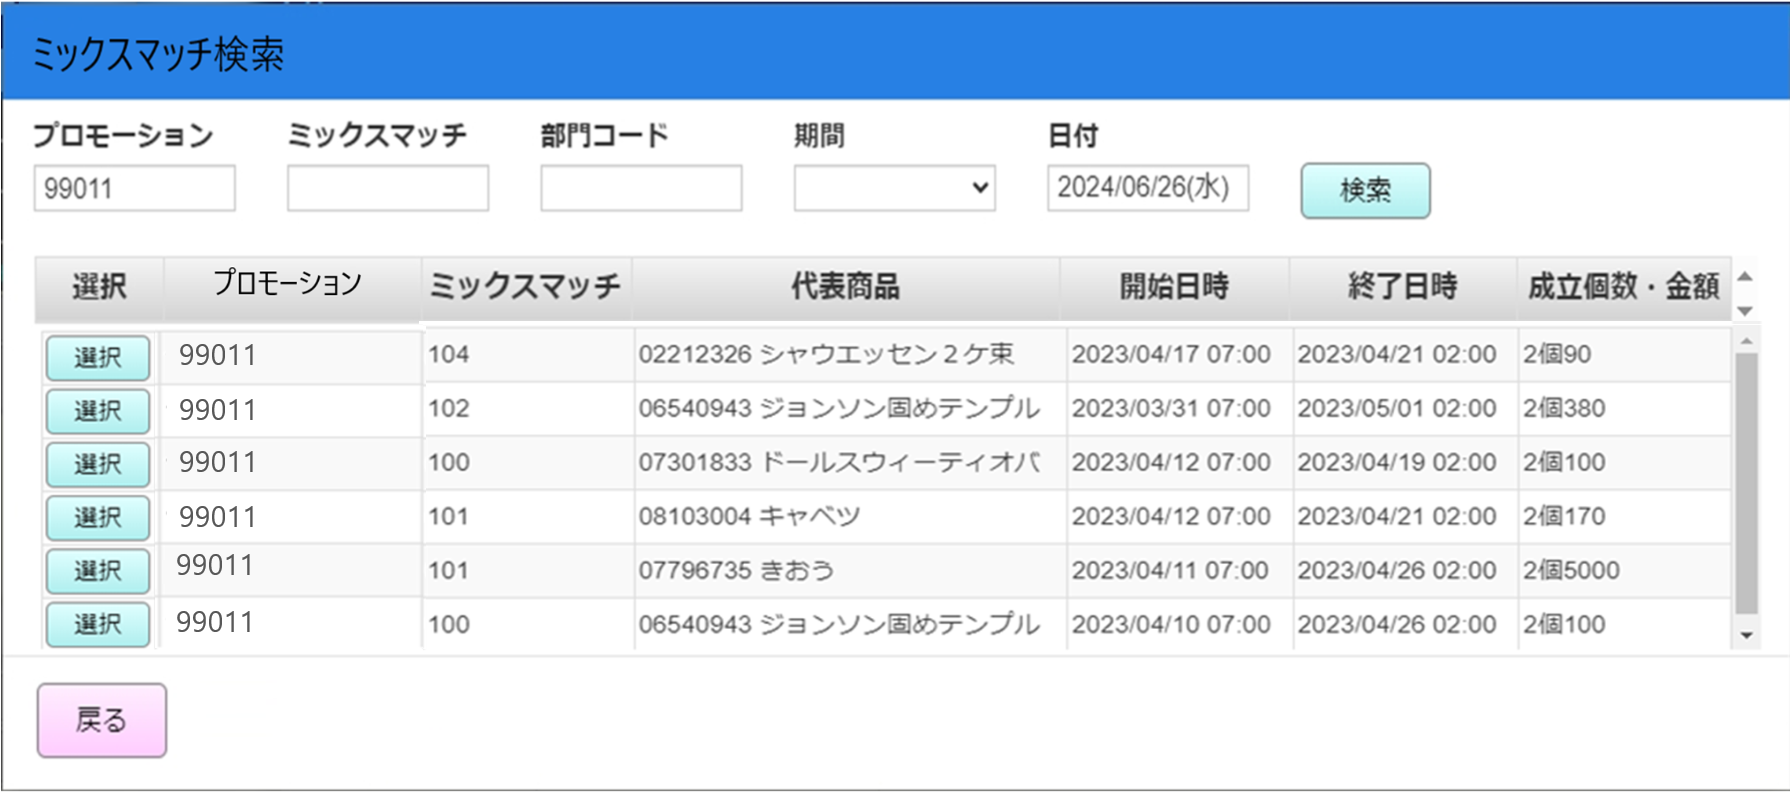 ミックスマッチ検索
プロモーション ミックスマッチ 部門コード 期間 日付
99011 2024/06/26(水) 検索
選択 プロモーション ミックスマッチ 代表商品 開始日時 終了日時 成立個数・金額
選択 99011 104 02212326 シャウエッセン２ケ束 2023/04/17 07:00 2023/04/21 02:00 2個90
選択 99011 102 06540943 ジョンソン固めテンプル 2023/03/31 07:00 2023/05/01 02:00 2個380
選択 99011 100 07301833 ドールスウィーティオパ 2023/04/12 07:00 2023/04/19 02:00 2個100
選択 99011 101 08103004 キャベツ 2023/04/12 07:00 2023/04/21 02:00 2個170
選択 99011 101 07796735 きおう 2023/04/11 07:00 2023/04/26 02:00 2個5000
選択 99011 100 06540943 ジョンソン固めテンプル 2023/04/10 07:00 2023/04/26 02:00 2個100
戻る